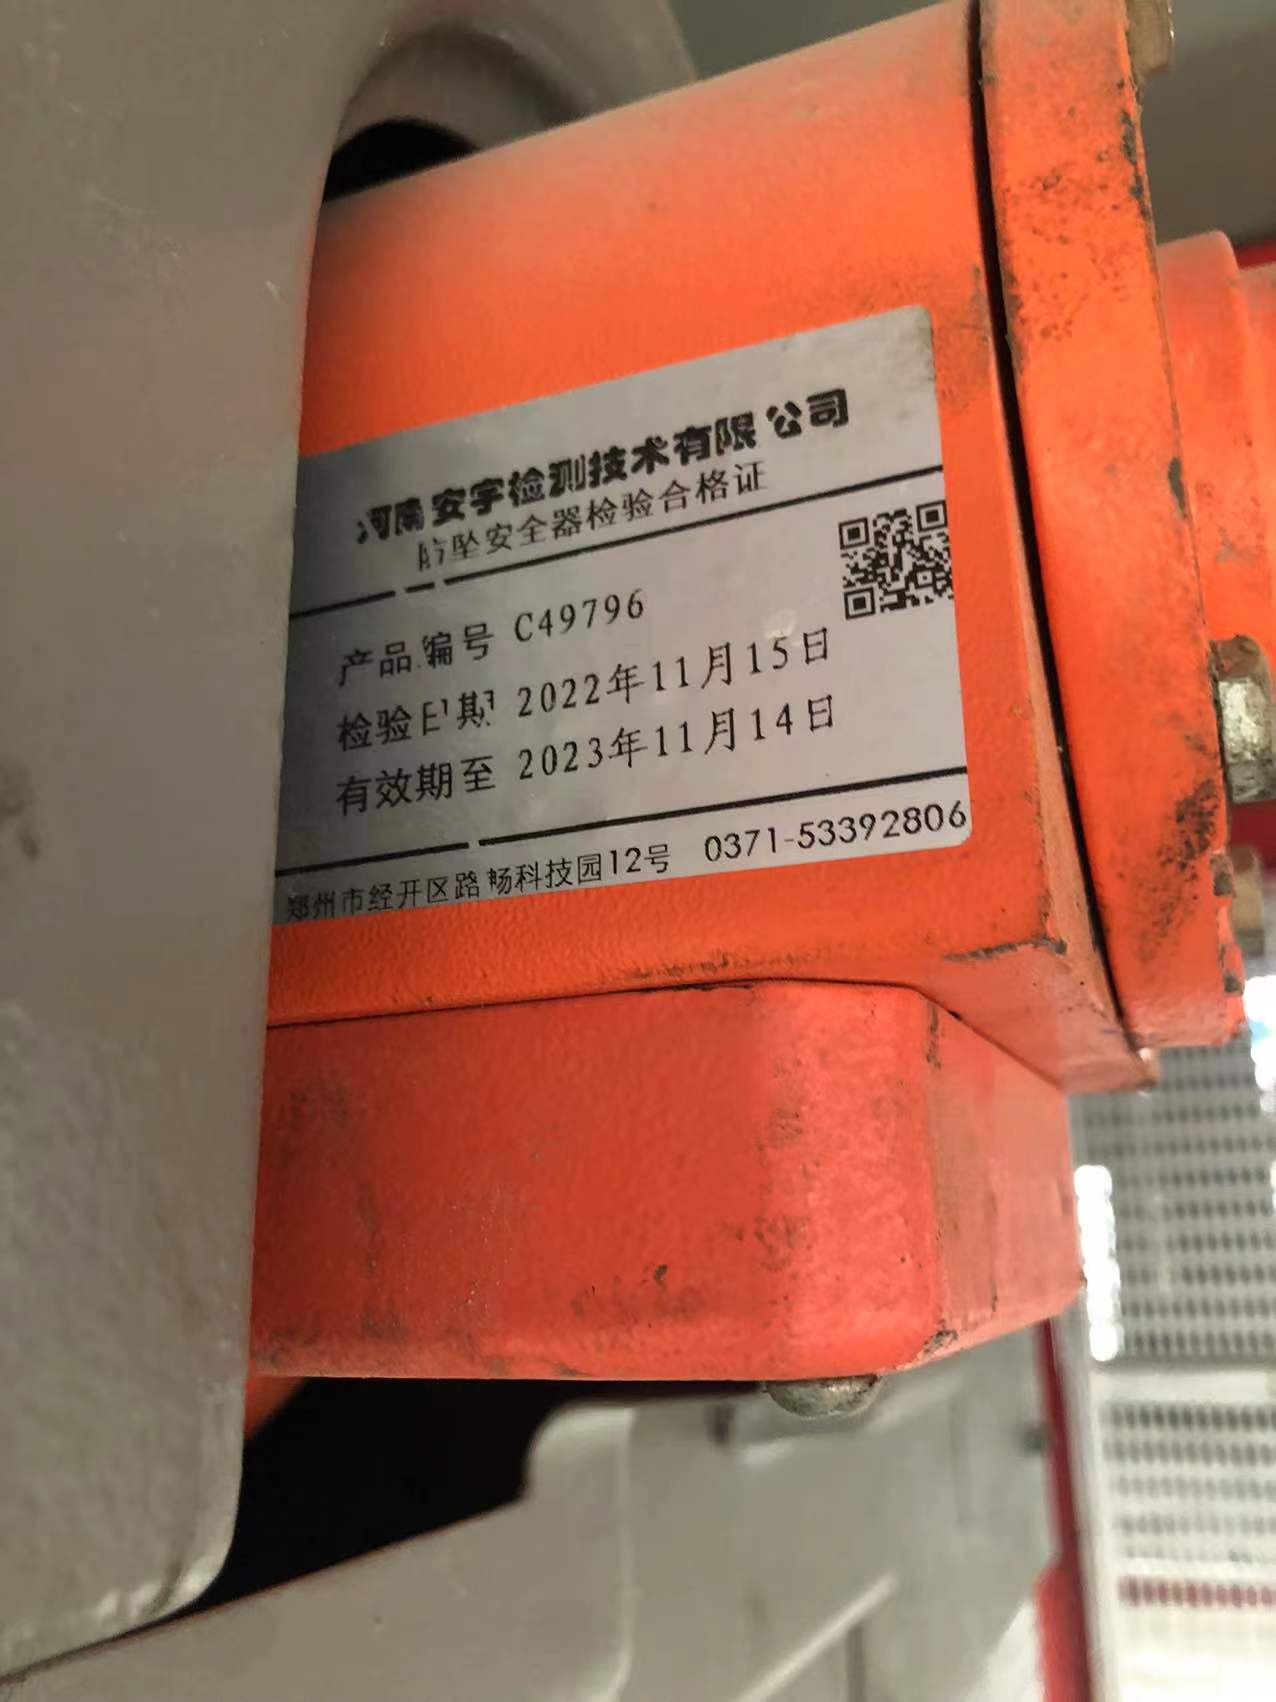 河南安宇检测技术有限公司
防坠安全器检验合格证
产品编号 C49796
检验日期 2022年11月15日
有效期至 2023年11月14日
郑州市经开区路畅科技园12号 0371-53392806